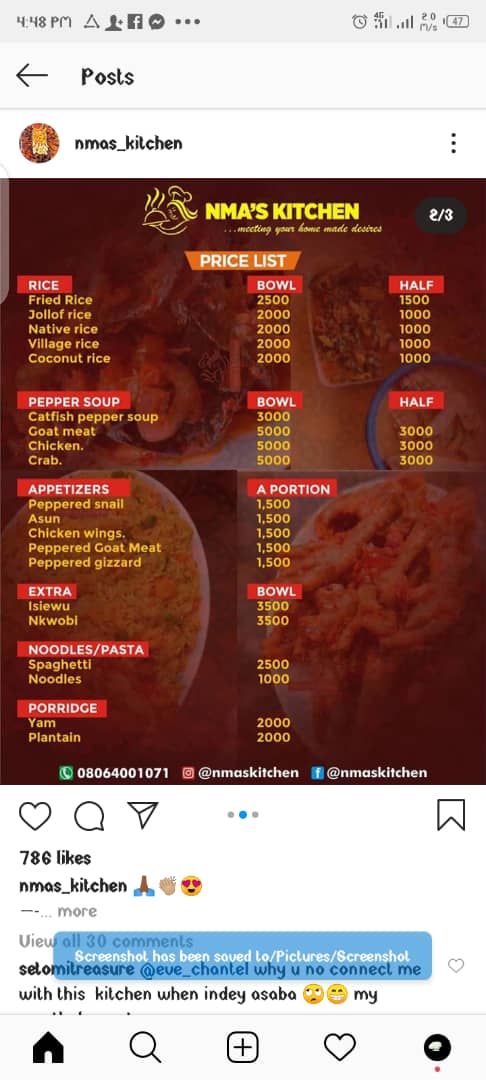 4:48 PM 4G 2.0 M/s 47
Posts
nmas_kitchen
NMA'S KITCHEN
...meeting your home made desires
2/3
PRICE LIST
RICE BOWL HALF
Fried Rice 2500 1500
Jollof rice 2000 1000
Native rice 2000 1000
Village rice 2000 1000
Coconut rice 2000 1000
PEPPER SOUP BOWL HALF
Catfish pepper soup 3000
Goat meat 5000 3000
Chicken. 5000 3000
Crab. 5000 3000
APPETIZERS A PORTION
Peppered snail 1,500
Asun 1,500
Chicken wings. 1,500
Peppered Goat Meat 1,500
Peppered gizzard 1,500
EXTRA BOWL
Isiewu 3500
Nkwobi 3500
NOODLES/PASTA
Spaghetti 2500
Noodles 1000
PORRIDGE
Yam 2000
Plantain 2000
08064001071 @nmaskitchen @nmaskitchen
786 likes
nmas_kitchen 🙏🏾👏🏽😍
—-... more
View all 30 comments
Screenshot has been saved to/Pictures/Screenshot
selomitreasure @eve_chantel why u no connect me
with this kitchen when indey asaba 🙄😁 my